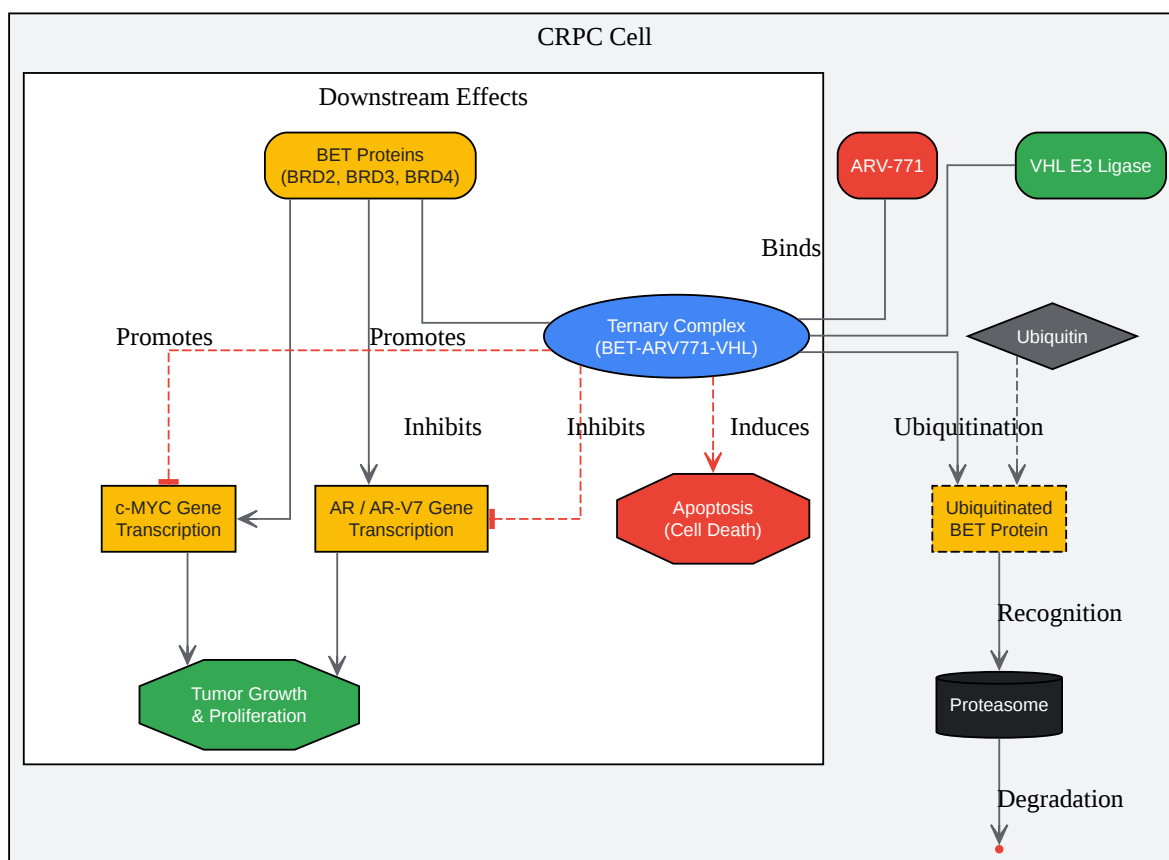 CRPC Cell
Downstream Effects
BET Proteins
(BRD2, BRD3, BRD4)
ARV-771
VHL E3 Ligase
Binds
Promotes
Promotes
Ternary Complex
(BET-ARV771-VHL)
Ubiquitin
Inhibits
Inhibits
Induces
Ubiquitination
c-MYC Gene
Transcription
AR / AR-V7 Gene
Transcription
Apoptosis
(Cell Death)
Ubiquitinated
BET Protein
Recognition
Tumor Growth
& Proliferation
Proteasome
Degradation